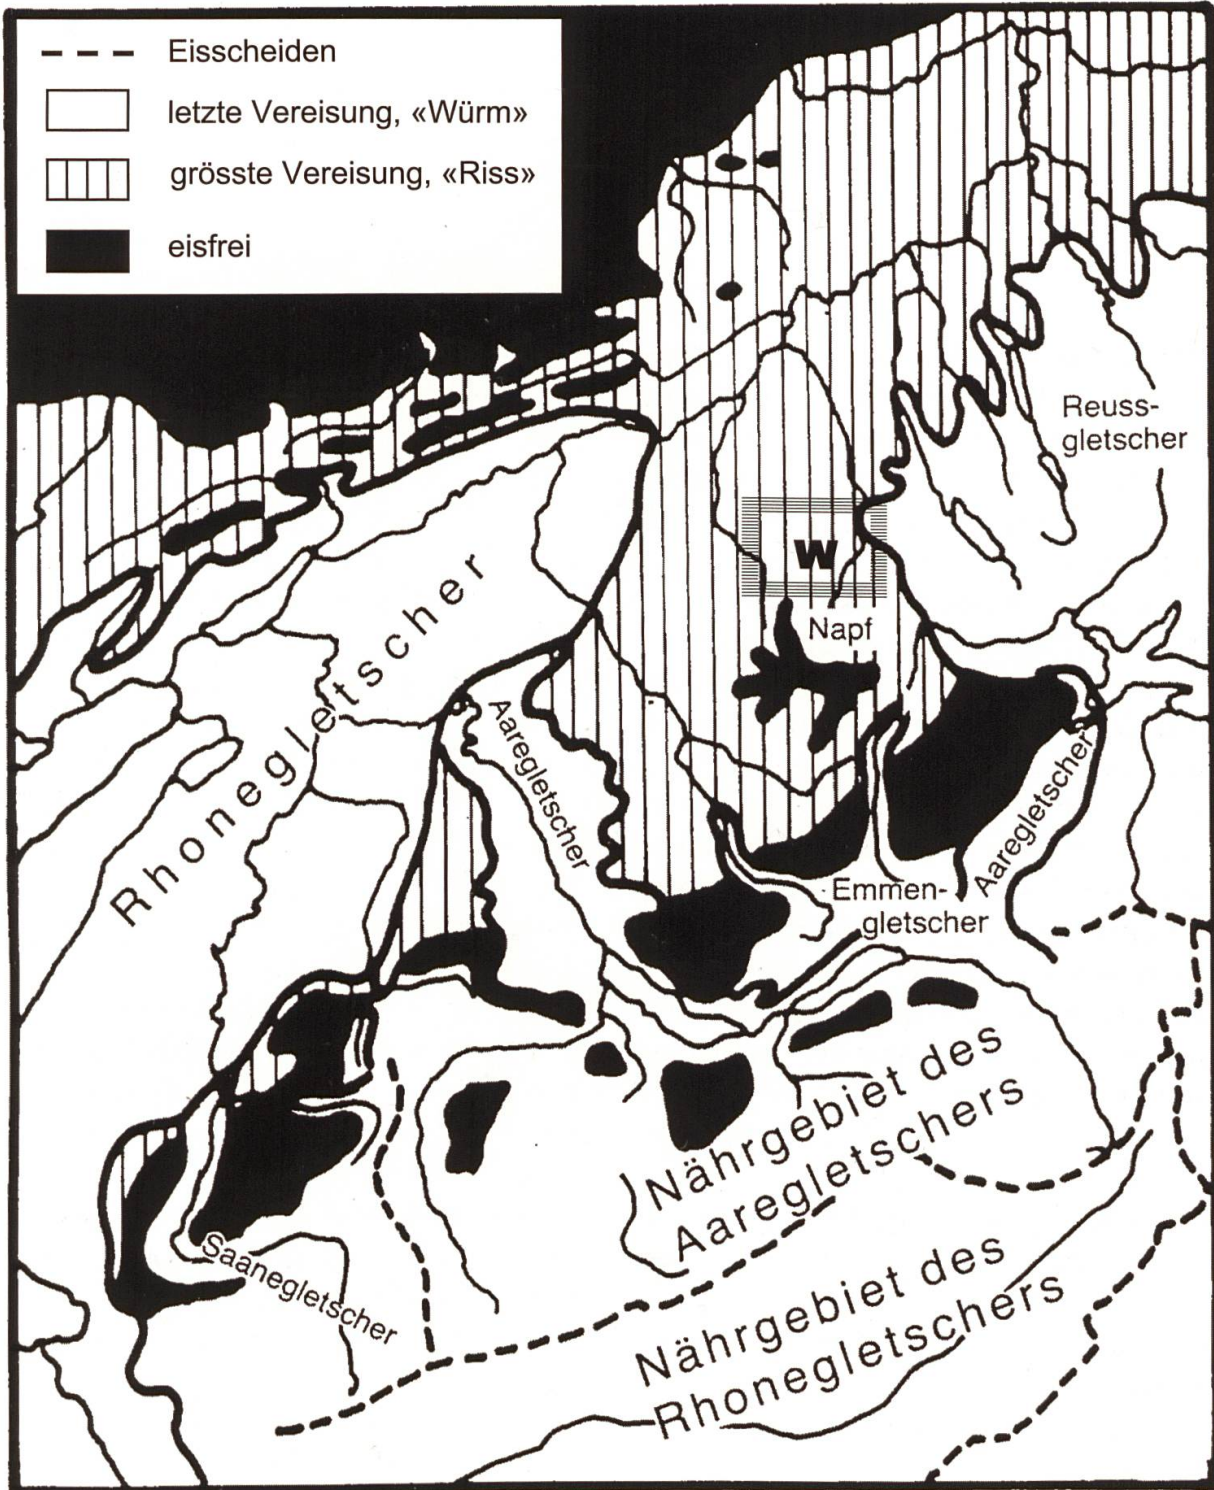 Eisscheiden
letzte Vereisung, «Würm»
grösste Vereisung, «Riss»
eisfrei
Reuss-
gletscher
W
Napf
Rhonegletscher
Aaregletscher
Aaregletscher
Emmen-
gletscher
Nährgebiet des
Aaregletschers
Saanegletscher
Nährgebiet des
Rhonegletschers